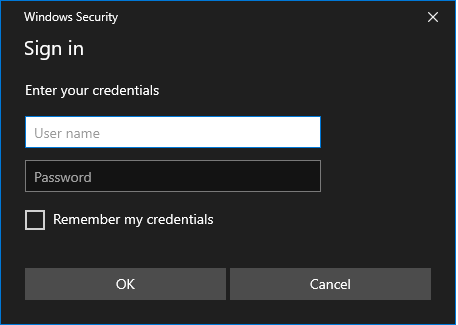 Windows Security
Sign in
Enter your credentials
User name
Password
Remember my credentials
OK
Cancel